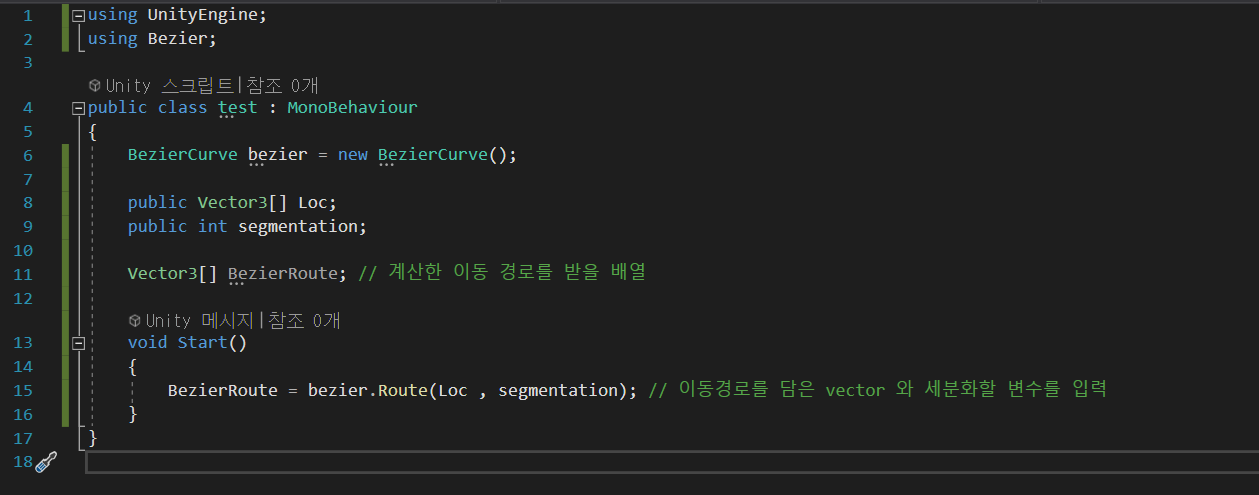 1 using UnityEngine;
2 using Bezier;
3
Unity 스크립트|참조 0개
4 public class test : MonoBehaviour
5 {
6 BezierCurve bezier = new BezierCurve();
7
8 public Vector3[] Loc;
9 public int segmentation;
10
11 Vector3[] BezierRoute; // 계산한 이동 경로를 받을 배열
12
Unity 메시지|참조 0개
13 void Start()
14 {
15 BezierRoute = bezier.Route(Loc , segmentation); // 이동경로를 담은 vector 와 세분화할 변수를 입력
16 }
17 }
18